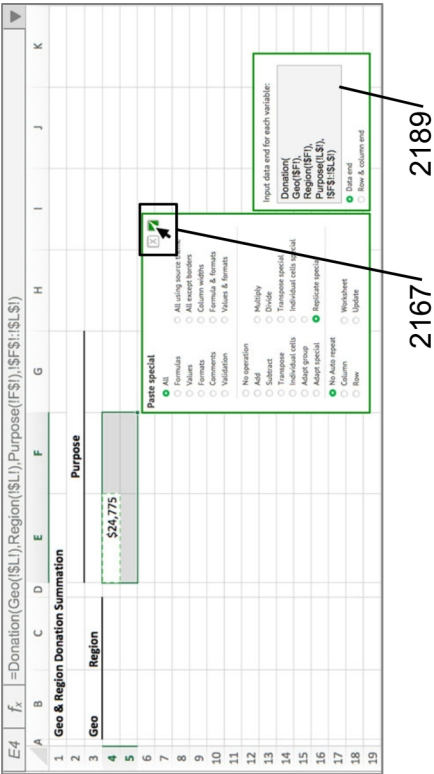 E4 fx =Donation(Geo(!$L!),Region(!$L!),Purpose(!F$!),!$F$!:!$L$!)
A B C D E F G H I J K
1 Geo & Region Donation Summation
2 Purpose
3 Geo Region
4 $24,775
5
6
7
8
9
10
11
12
13
14
15
16
17
18
19
Paste special
All
Formulas All using source theme
Values All except borders
Formats Column widths
Comments Formula & formats
Validation Values & formats
No operation
Add Multiply
Subtract Divide
Transpose Transpose special
Individual cells Individual cells special
Adapt group
Adapt special Replicate special
No Auto repeat
Column Worksheet
Row Update
X
Input data end for each variable:
Donation(
Geo(!$F!),
Region(!$F!),
Purpose(!L$!),
!$F$!:!$L$!)
Data end
Row & column end
2167
2189